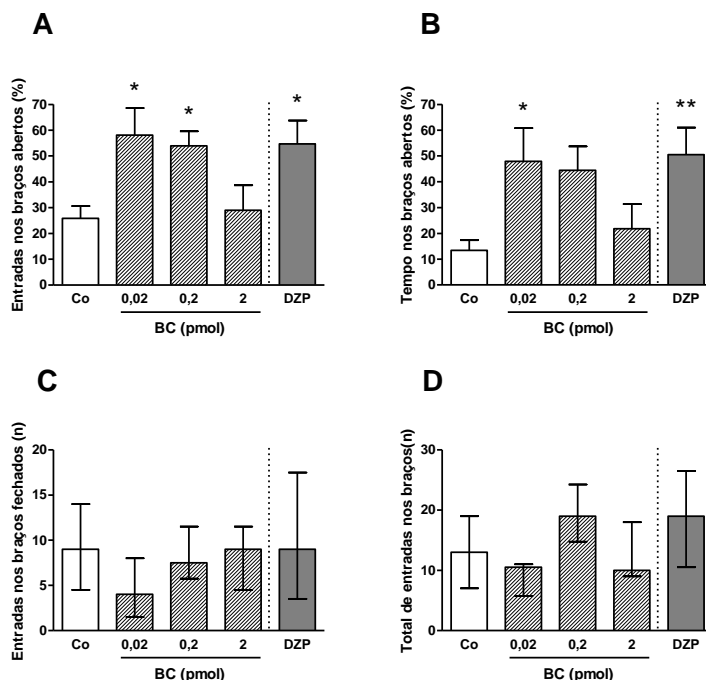 A
Entradas nos braços abertos (%)
70
60
50
40
30
20
10
0
* * *
Co 0,02 0,2 2 DZP
BC (pmol)
B
Tempo nos braços abertos (%)
70
60
50
40
30
20
10
0
* **
Co 0,02 0,2 2 DZP
BC (pmol)
C
Entradas nos braços fechados (n)
20
15
10
5
0
Co 0,02 0,2 2 DZP
BC (pmol)
D
Total de entradas nos braços(n)
30
20
10
0
Co 0,02 0,2 2 DZP
BC (pmol)